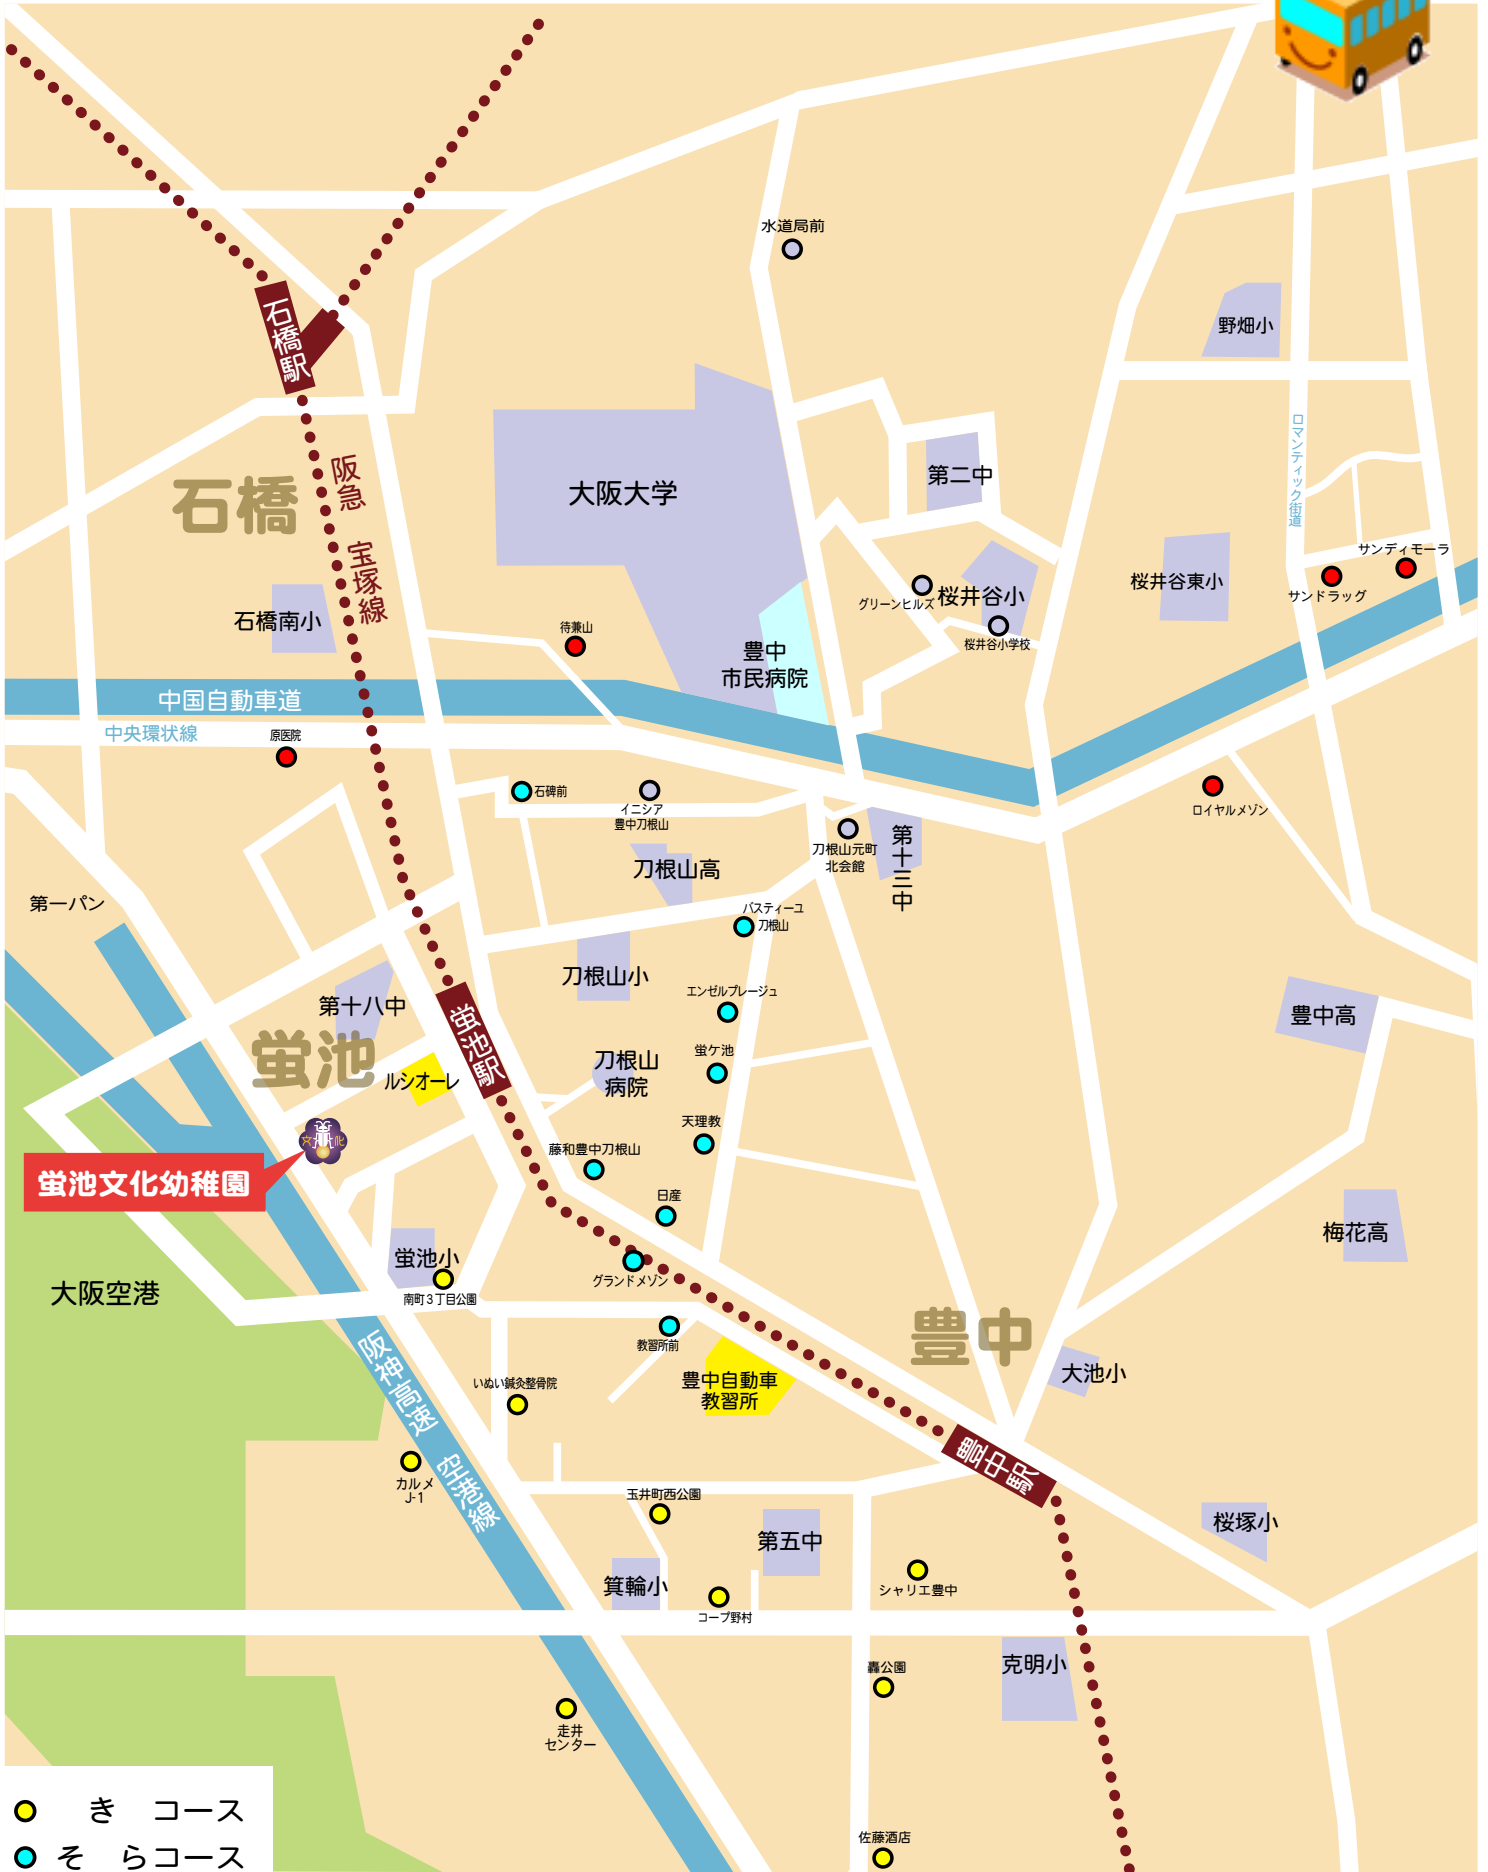 水道局前
石橋駅
野畑小
ロマンティック街道
阪急 宝塚線
石橋
大阪大学
第二中
サンディモーラ
サンドラッグ
桜井谷東小
グリーンヒルズ
桜井谷小
桜井谷小学校
石橋南小
待兼山
豊中
市民病院
中国自動車道
中央環状線
原医院
石碑前
イニシア
豊中刀根山
ロイヤルメゾン
刀根山元町
北会館
第十三中
刀根山高
第一パン
バスティーユ
刀根山
刀根山小
エンゼルプレージュ
第十八中
蛍池駅
豊中高
蛍池
ルシオーレ
刀根山
病院
蛍ケ池
天理教
文化
藤和豊中刀根山
蛍池文化幼稚園
日産
梅花高
蛍池小
大阪空港
グランドメゾン
南町3丁目公園
教習所前
豊中
阪神高速 空港線
豊中自動車
教習所
大池小
いぬい鍼灸整骨院
豊中駅
カルメ
J-1
玉井町西公園
第五中
桜塚小
箕輪小
シャリエ豊中
コープ野村
轟公園
克明小
走井
センター
き コース
そ らコース
佐藤酒店